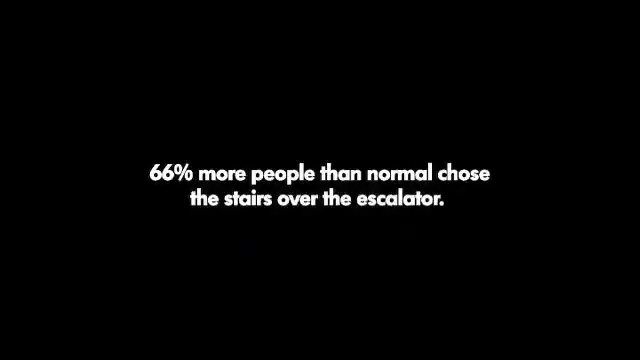 66% more people than normal chose
the stairs over the escalator.